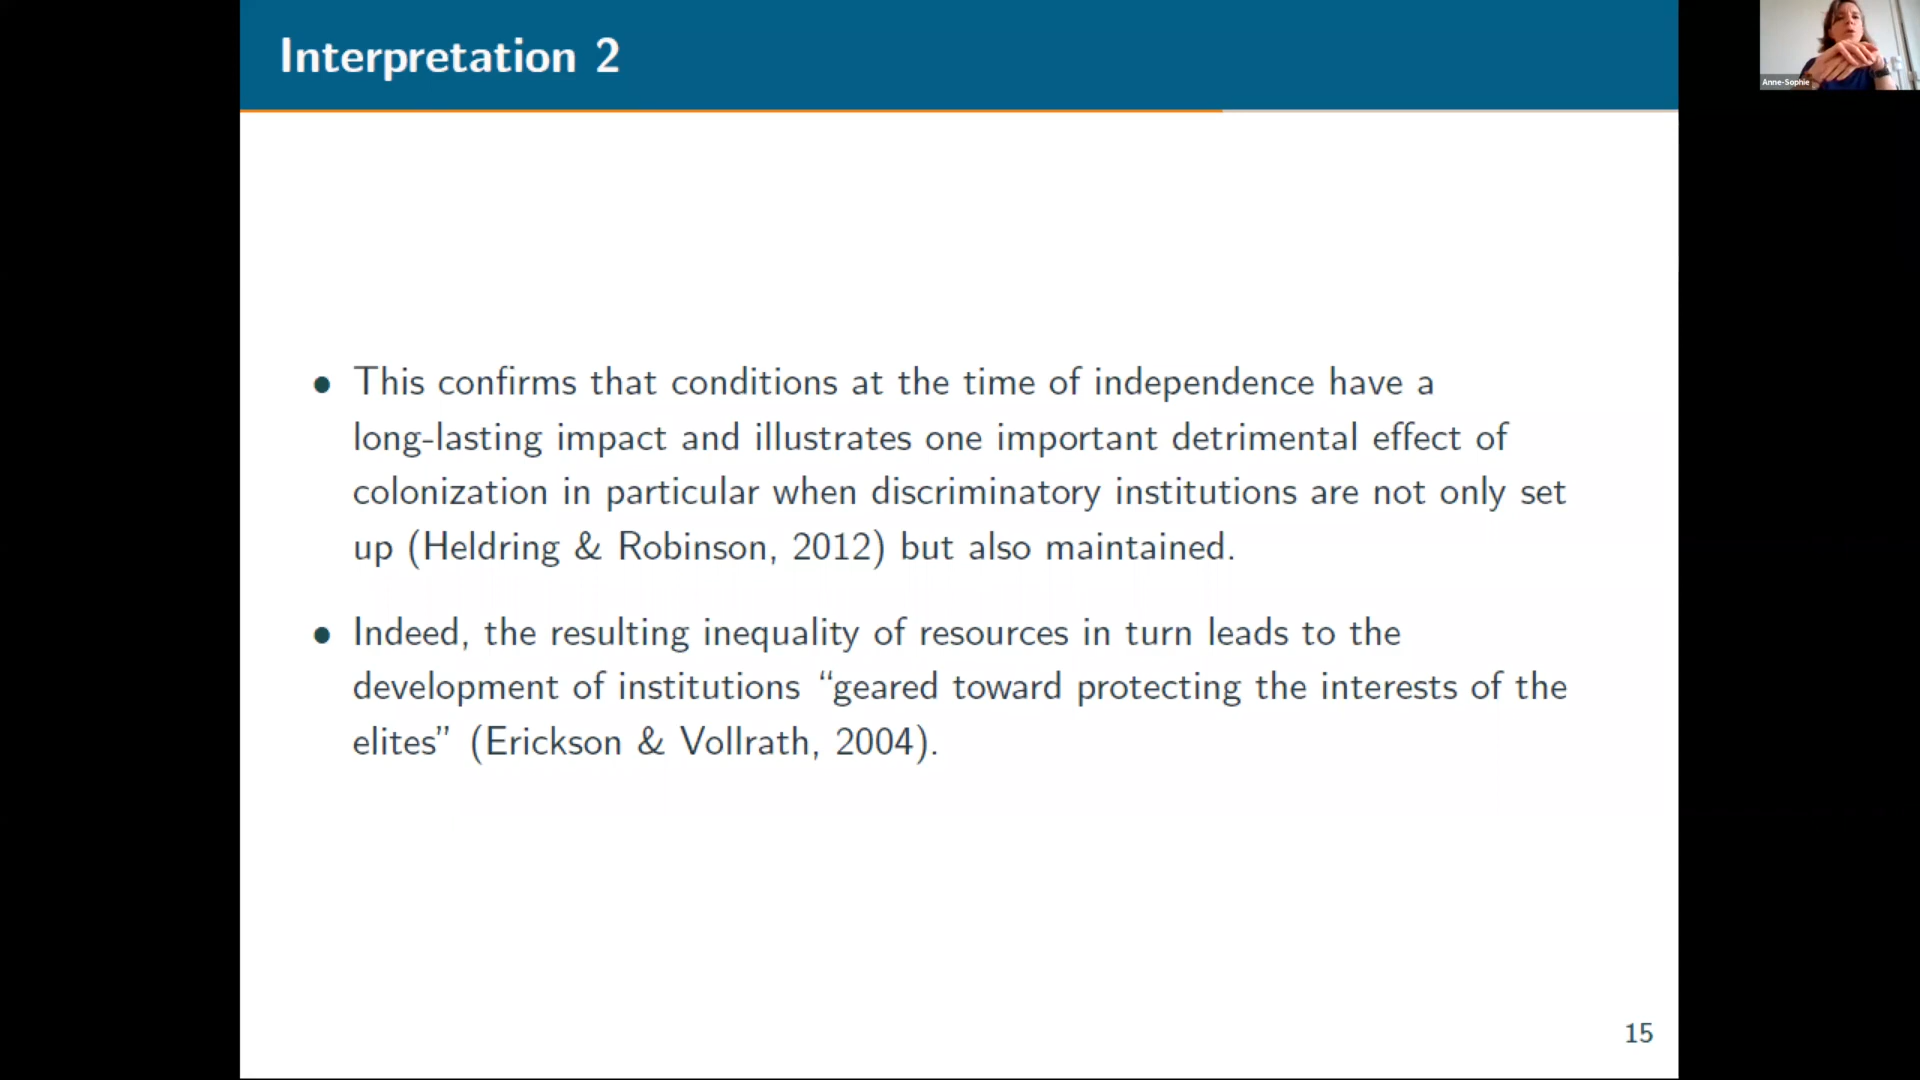 Interpretation 2
Anne-Sophie
• This confirms that conditions at the time of independence have a
long-lasting impact and illustrates one important detrimental effect of
colonization in particular when discriminatory institutions are not only set
up (Heldring & Robinson, 2012) but also maintained.
• Indeed, the resulting inequality of resources in turn leads to the
development of institutions “geared toward protecting the interests of the
elites” (Erickson & Vollrath, 2004).
15